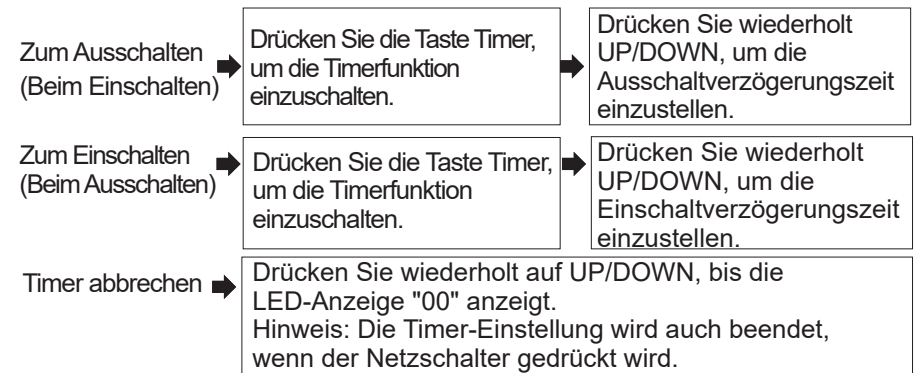 Zum Ausschalten
(Beim Einschalten)
Drücken Sie die Taste Timer,
um die Timerfunktion
einzuschalten.
Drücken Sie wiederholt
UP/DOWN, um die
Ausschaltverzögerungszeit
einzustellen.
Zum Einschalten
(Beim Ausschalten)
Drücken Sie die Taste Timer,
um die Timerfunktion
einzuschalten.
Drücken Sie wiederholt
UP/DOWN, um die
Einschaltverzögerungszeit
einzustellen.
Timer abbrechen
Drücken Sie wiederholt auf UP/DOWN, bis die
LED-Anzeige "00" anzeigt.
Hinweis: Die Timer-Einstellung wird auch beendet,
wenn der Netzschalter gedrückt wird.